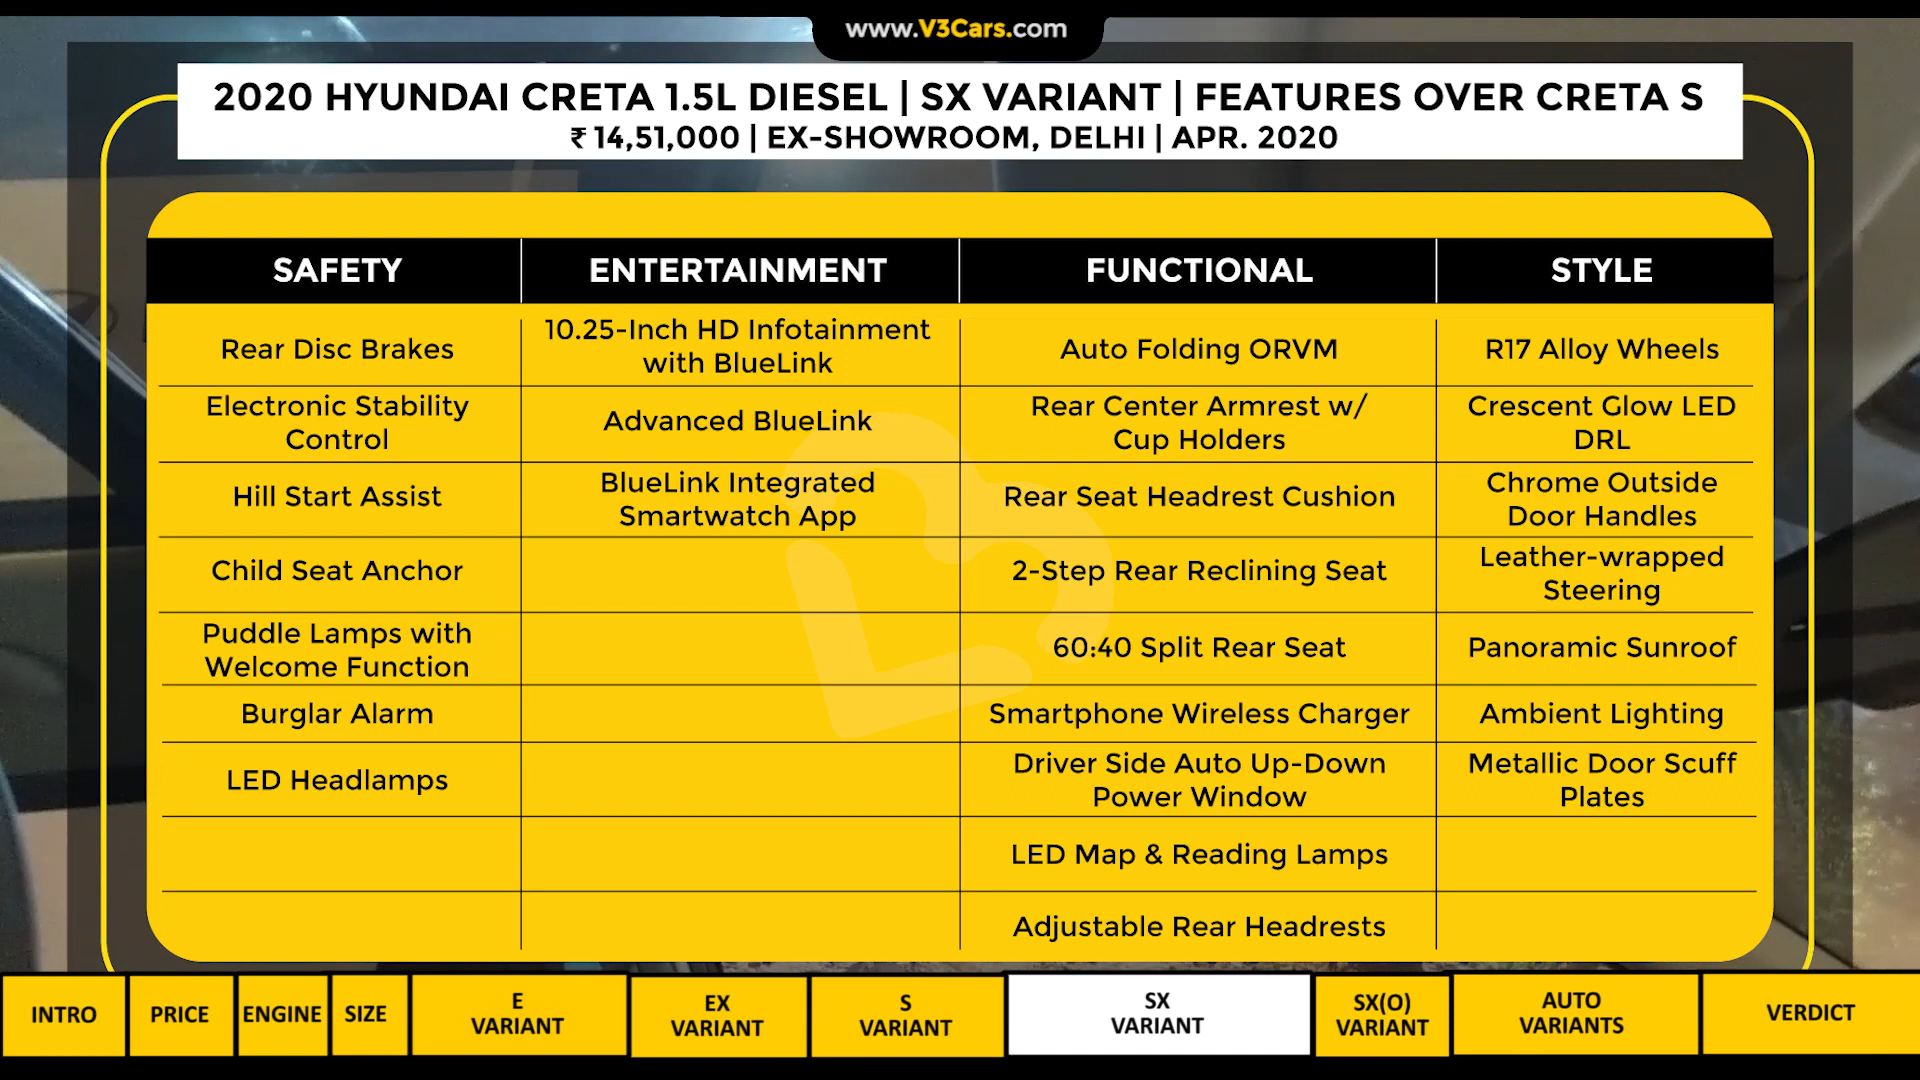 www.V3Cars.com
2020 HYUNDAI CRETA 1.5L DIESEL | SX VARIANT | FEATURES OVER CRETA S
₹ 14,51,000 | EX-SHOWROOM, DELHI | APR. 2020
SAFETY ENTERTAINMENT FUNCTIONAL STYLE
Rear Disc Brakes
10.25-Inch HD Infotainment
with BlueLink
Auto Folding ORVM
R17 Alloy Wheels
Electronic Stability
Control
Advanced BlueLink
Rear Center Armrest w/
Cup Holders
Crescent Glow LED
DRL
Hill Start Assist
BlueLink Integrated
Smartwatch App
Rear Seat Headrest Cushion
Chrome Outside
Door Handles
Child Seat Anchor
2-Step Rear Reclining Seat
Leather-wrapped
Steering
Puddle Lamps with
Welcome Function
60:40 Split Rear Seat
Panoramic Sunroof
Burglar Alarm
Smartphone Wireless Charger
Ambient Lighting
LED Headlamps
Driver Side Auto Up-Down
Power Window
Metallic Door Scuff
Plates
LED Map & Reading Lamps
Adjustable Rear Headrests
INTRO
PRICE
ENGINE
SIZE
E
VARIANT
EX
VARIANT
S
VARIANT
SX
VARIANT
SX(O)
VARIANT
AUTO
VARIANTS
VERDICT